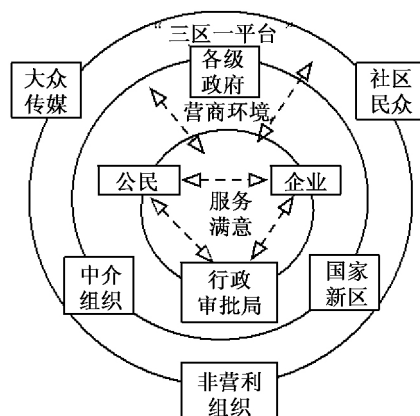 “三区一平台”
各级
政府
大众
传媒
社区
民众
营商环境
公民
企业
服务
满意
中介
组织
行政
审批局
国家
新区
非营利
组织